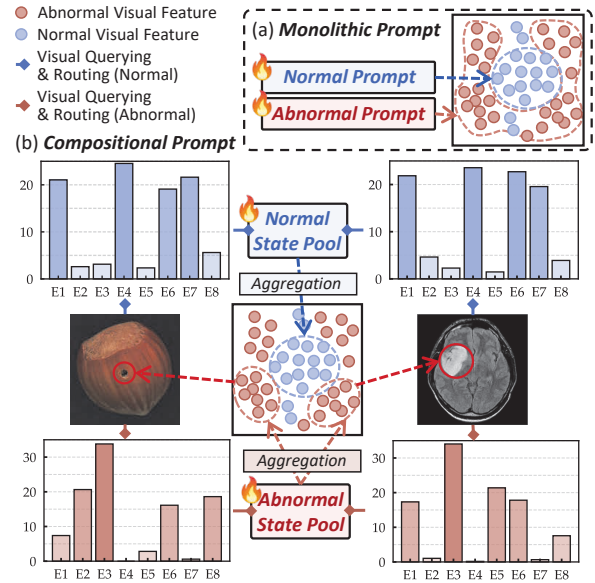 Abnormal Visual Feature
Normal Visual Feature
Visual Querying
& Routing (Normal)
Visual Querying
& Routing (Abnormal)
(a) Monolithic Prompt
Normal Prompt
Abnormal Prompt
(b) Compositional Prompt
20
10
0
E1 E2 E3 E4 E5 E6 E7 E8
Normal
State Pool
Aggregation
20
10
0
E1 E2 E3 E4 E5 E6 E7 E8
30
20
10
0
E1 E2 E3 E4 E5 E6 E7 E8
Aggregation
Abnormal
State Pool
30
20
10
0
E1 E2 E3 E4 E5 E6 E7 E8